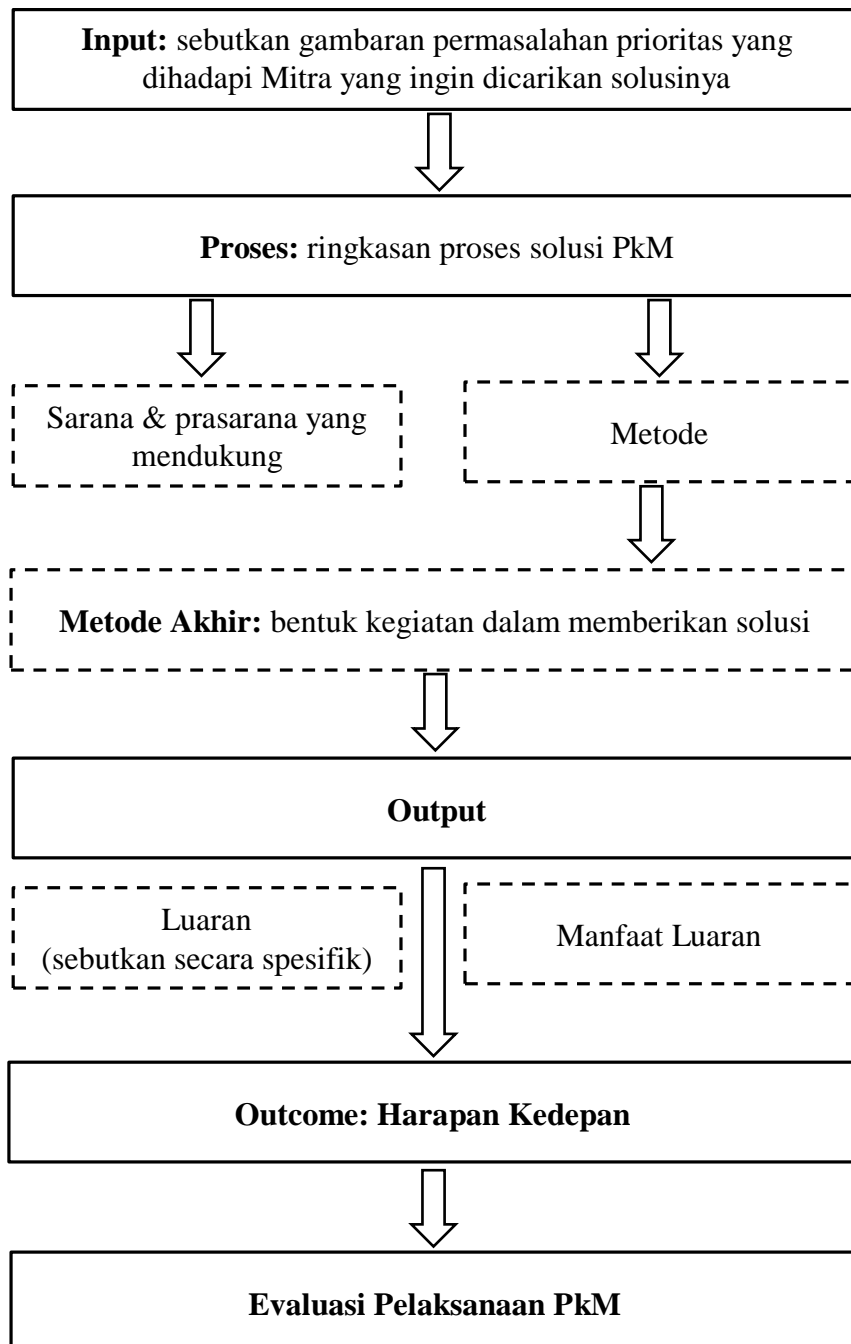 Input: sebutkan gambaran permasalahan prioritas yang
dihadapi Mitra yang ingin dicarikan solusinya
Proses: ringkasan proses solusi PkM
Sarana & prasarana yang
mendukung
Metode
Metode Akhir: bentuk kegiatan dalam memberikan solusi
Output
Luaran
(sebutkan secara spesifik)
Manfaat Luaran
Outcome: Harapan Kedepan
Evaluasi Pelaksanaan PkM